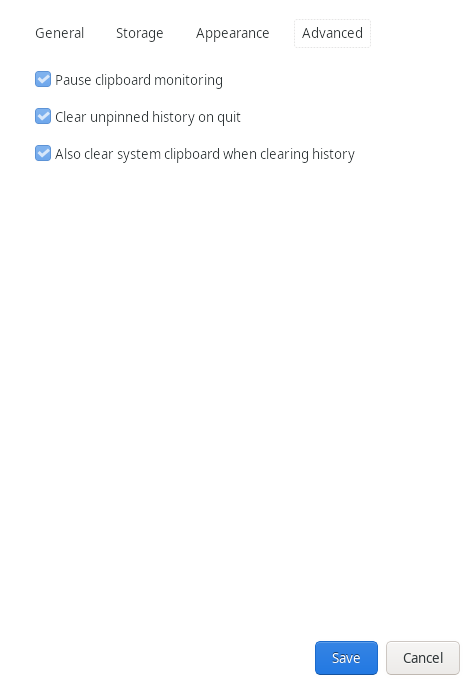 General Storage Appearance Advanced
Pause clipboard monitoring
Clear unpinned history on quit
Also clear system clipboard when clearing history
Save Cancel